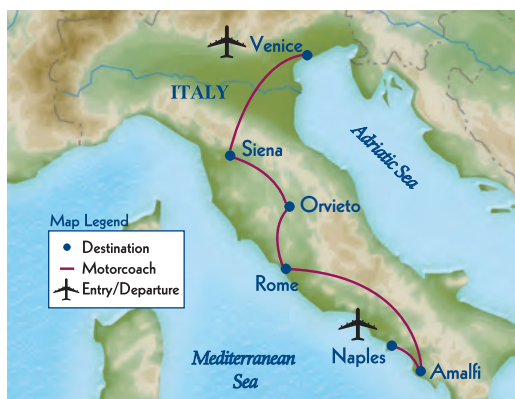 Venice
ITALY
Adriatic Sea
Siena
Orvieto
Map Legend
Destination
Motorcoach
Entry/Departure
Rome
Naples
Amalfi
Mediterranean
Sea